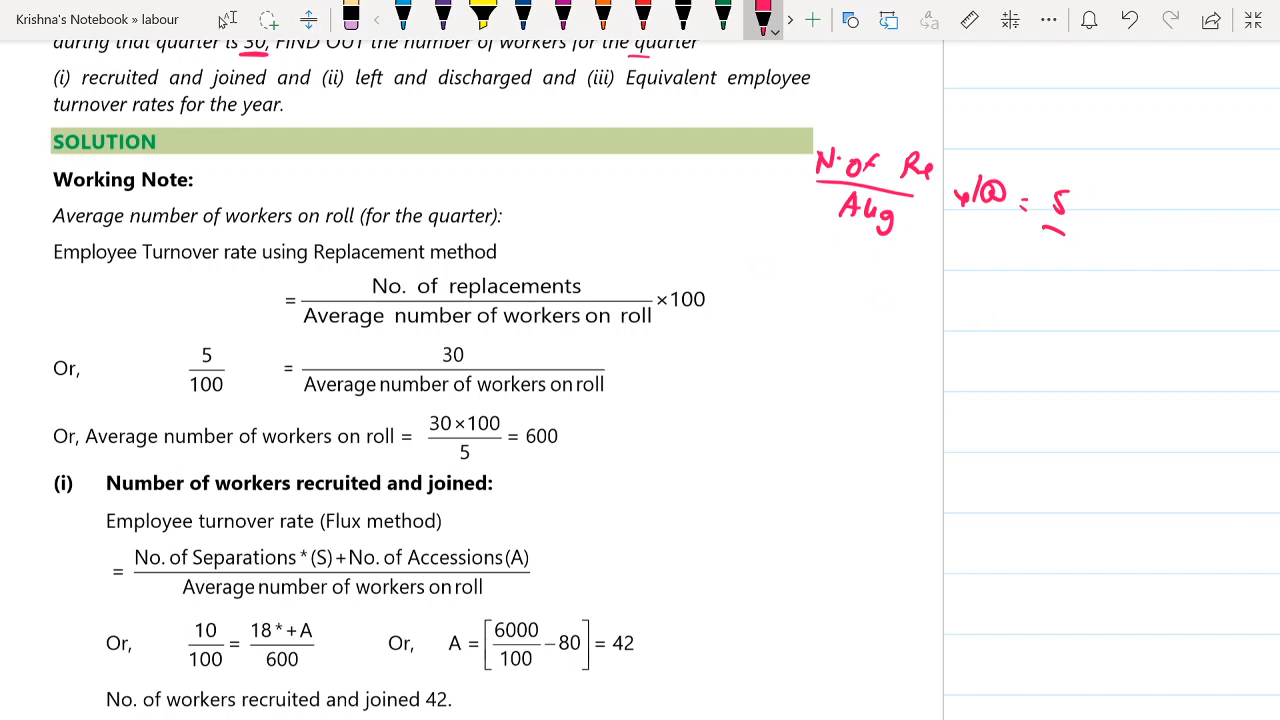 Krishna's Notebook » labour
during that quarter is 30, FIND OUT the number of workers for the quarter
(i) recruited and joined and (ii) left and discharged and (iii) Equivalent employee
turnover rates for the year.
SOLUTION
Working Note:
Average number of workers on roll (for the quarter):
Employee Turnover rate using Replacement method
= No. of replacements / Average number of workers on roll ×100
Or, 5/100 = 30 / Average number of workers on roll
Or, Average number of workers on roll = 30×100 / 5 = 600
(i) Number of workers recruited and joined:
Employee turnover rate (Flux method)
= No. of Separations*(S)+No. of Accessions(A) / Average number of workers on roll
Or, 10/100 = 18*+A / 600 Or, A = [6000/100 – 80] = 42
No. of workers recruited and joined 42.
N. of Re
Avg
= 5